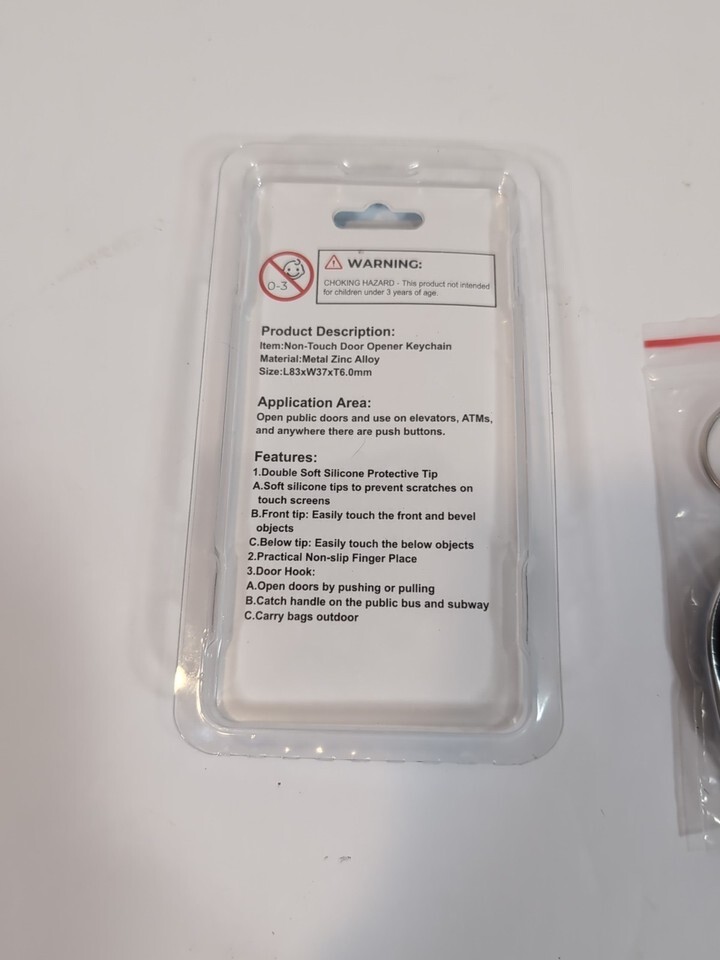 0-3
WARNING:
CHOKING HAZARD - This product not intended
for children under 3 years of age.
Product Description:
Item:Non-Touch Door Opener Keychain
Material:Metal Zinc Alloy
Size:L83xW37xT6.0mm
Application Area:
Open public doors and use on elevators, ATMs,
and anywhere there are push buttons.
Features:
1.Double Soft Silicone Protective Tip
A.Soft silicone tips to prevent scratches on
touch screens
B.Front tip: Easily touch the front and bevel
objects
C.Below tip: Easily touch the below objects
2.Practical Non-slip Finger Place
3.Door Hook:
A.Open doors by pushing or pulling
B.Catch handle on the public bus and subway
C.Carry bags outdoor